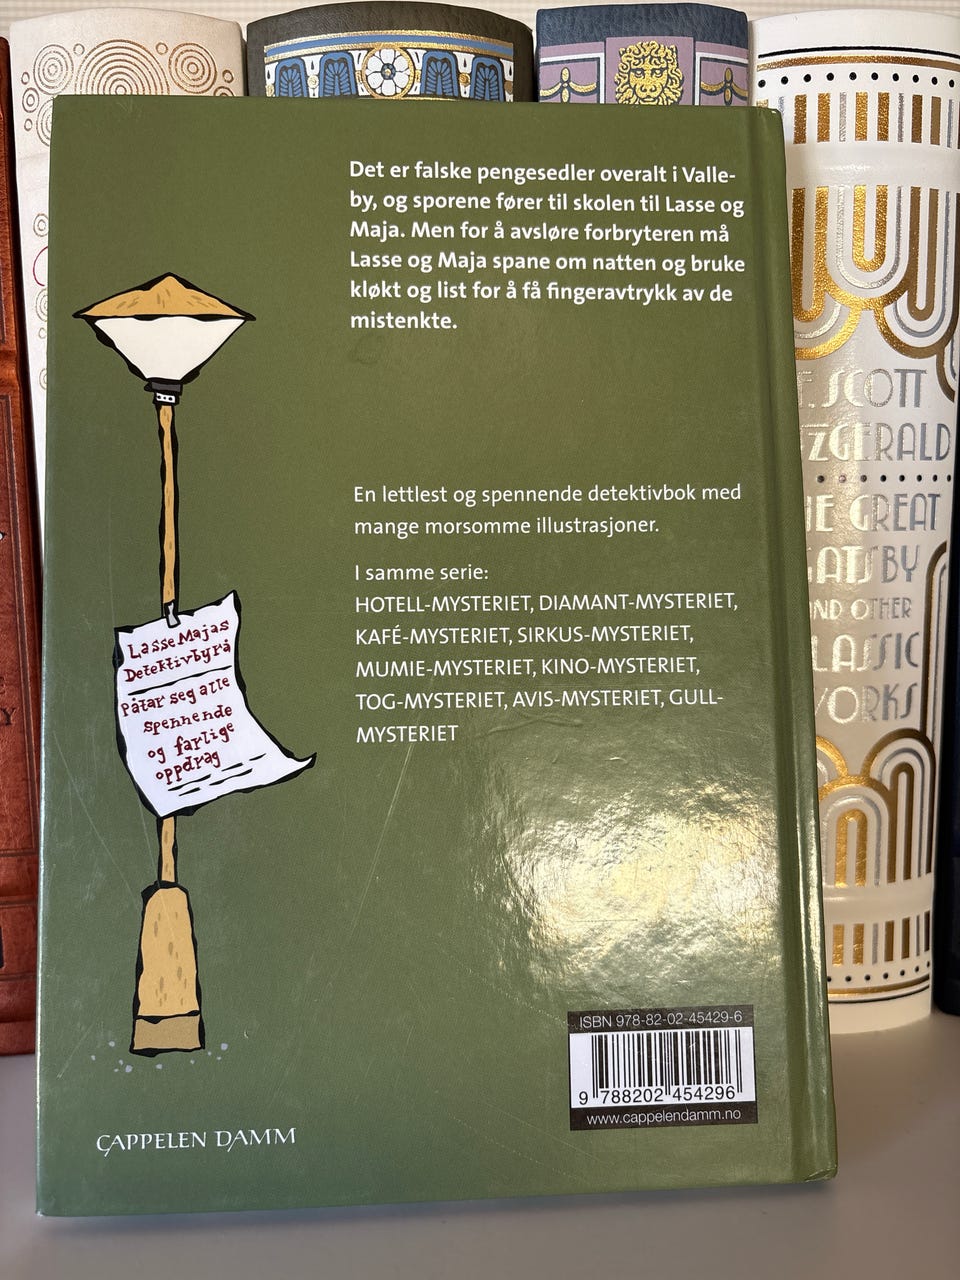 Det er falske pengesedler overalt i Valle-
by, og sporene fører til skolen til Lasse og
Maja. Men for å avsløre forbryteren må
Lasse og Maja spane om natten og bruke
kløkt og list for å få fingeravtrykk av de
mistenkte.
En lettlest og spennende detektivbok med
mange morsomme illustrasjoner.
I samme serie:
HOTELL-MYSTERIET, DIAMANT-MYSTERIET,
KAFÉ-MYSTERIET, SIRKUS-MYSTERIET,
MUMIE-MYSTERIET, KINO-MYSTERIET,
TOG-MYSTERIET, AVIS-MYSTERIET, GULL-
MYSTERIET
LasseMajas
Detektivbyrå
Påtar seg alle
spennende
og farlige
oppdrag
ISBN 978-82-02-45429-6
9 788202 454296
www.cappelendamm.no
CAPPELEN DAMM
F. SCOTT
ZGERALD
HE GREAT
GATSBY
AND OTHER
LASSIC
WORKS